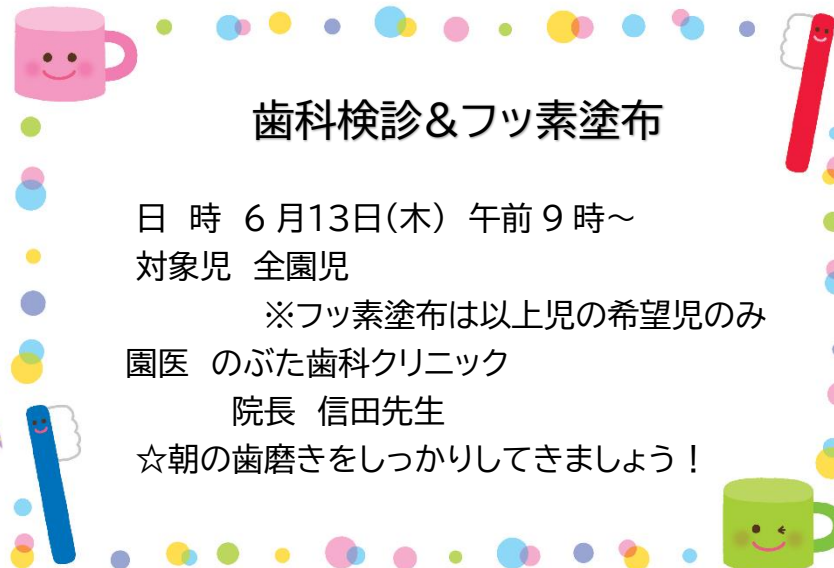 歯科検診&フッ素塗布
日 時 6月13日(木) 午前9時~
対象児 全園児
※フッ素塗布は以上児の希望児のみ
園医 のぶた歯科クリニック
院長 信田先生
☆朝の歯磨きをしっかりしてきましょう!